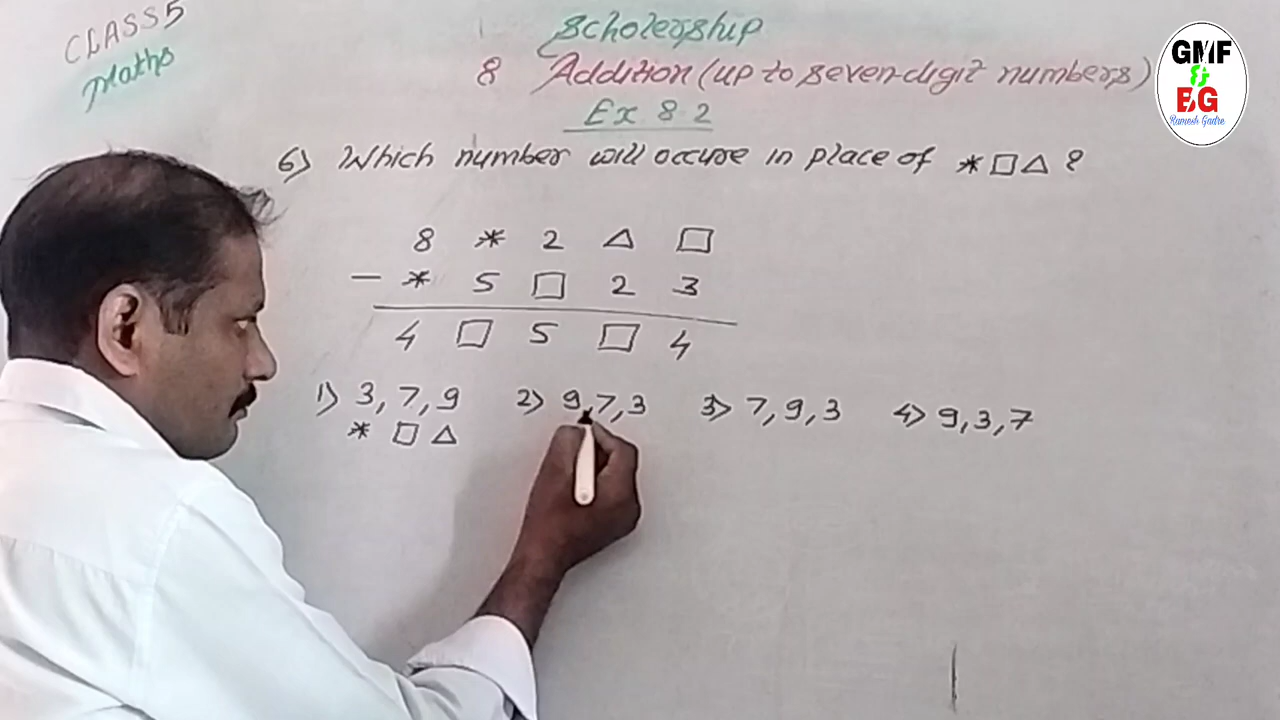 CLASS 5
Maths
Scholership
8 Addition (up to seven-digit numbers)
Ex 8.2
6) Which number will occure in place of * □ △ ?
8 * 2 △ □
- * 5 □ 2 3
4 □ 5 □ 4
1) 3, 7, 9 2) 9, 7, 3 3) 7, 9, 3 4) 9, 3, 7
* □ △
GMF
&
EG
Ramesh Gadre